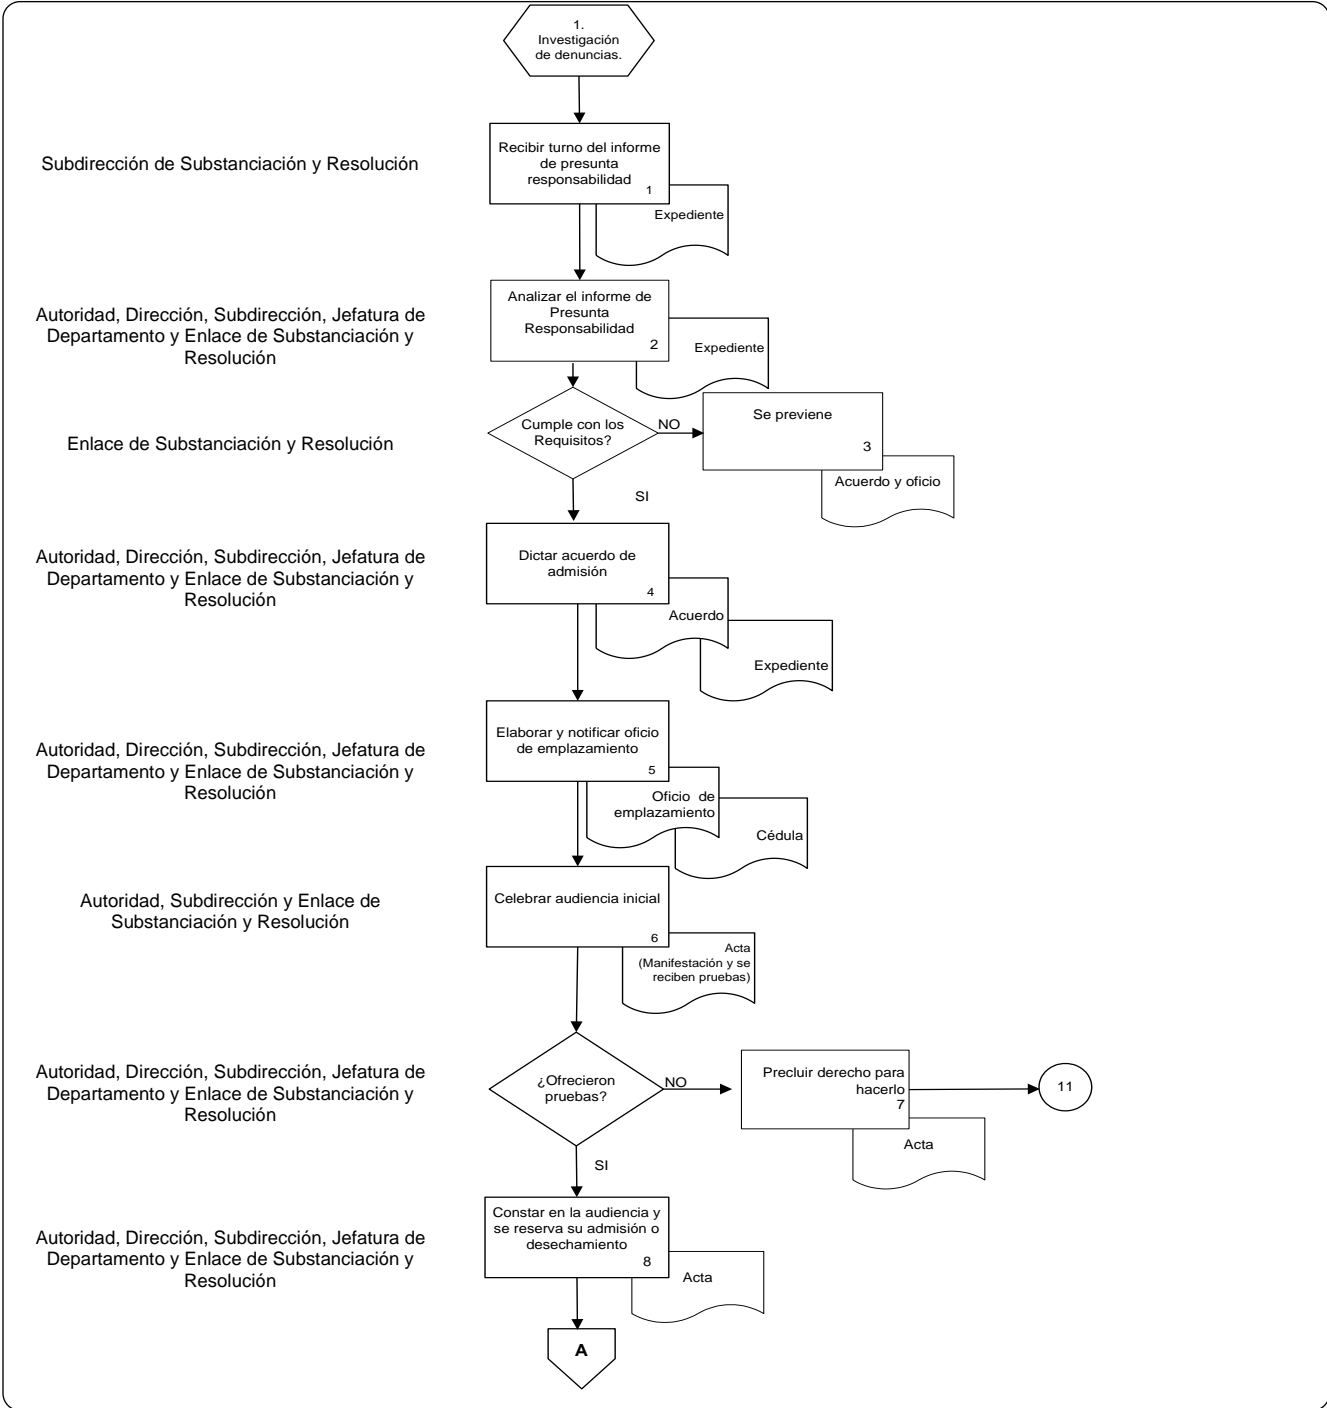 1.
Investigación
de denuncias.
Subdirección de Substanciación y Resolución
Recibir turno del informe
de presunta
responsabilidad
1
Expediente
Autoridad, Dirección, Subdirección, Jefatura de
Departamento y Enlace de Substanciación y
Resolución
Analizar el informe de
Presunta
Responsabilidad
2
Expediente
Enlace de Substanciación y Resolución
Cumple con los
Requisitos?
NO
Se previene
3
Acuerdo y oficio
SI
Autoridad, Dirección, Subdirección, Jefatura de
Departamento y Enlace de Substanciación y
Resolución
Dictar acuerdo de
admisión
4
Acuerdo
Expediente
Autoridad, Dirección, Subdirección, Jefatura de
Departamento y Enlace de Substanciación y
Resolución
Elaborar y notificar oficio
de emplazamiento
5
Oficio de
emplazamiento
Cédula
Autoridad, Subdirección y Enlace de
Substanciación y Resolución
Celebrar audiencia inicial
6
Acta
(Manifestación y se
reciben pruebas)
Autoridad, Dirección, Subdirección, Jefatura de
Departamento y Enlace de Substanciación y
Resolución
¿Ofrecieron
pruebas?
NO
Precluir derecho para
hacerlo
7
Acta
11
SI
Autoridad, Dirección, Subdirección, Jefatura de
Departamento y Enlace de Substanciación y
Resolución
Constar en la audiencia y
se reserva su admisión o
desechamiento
8
Acta
A